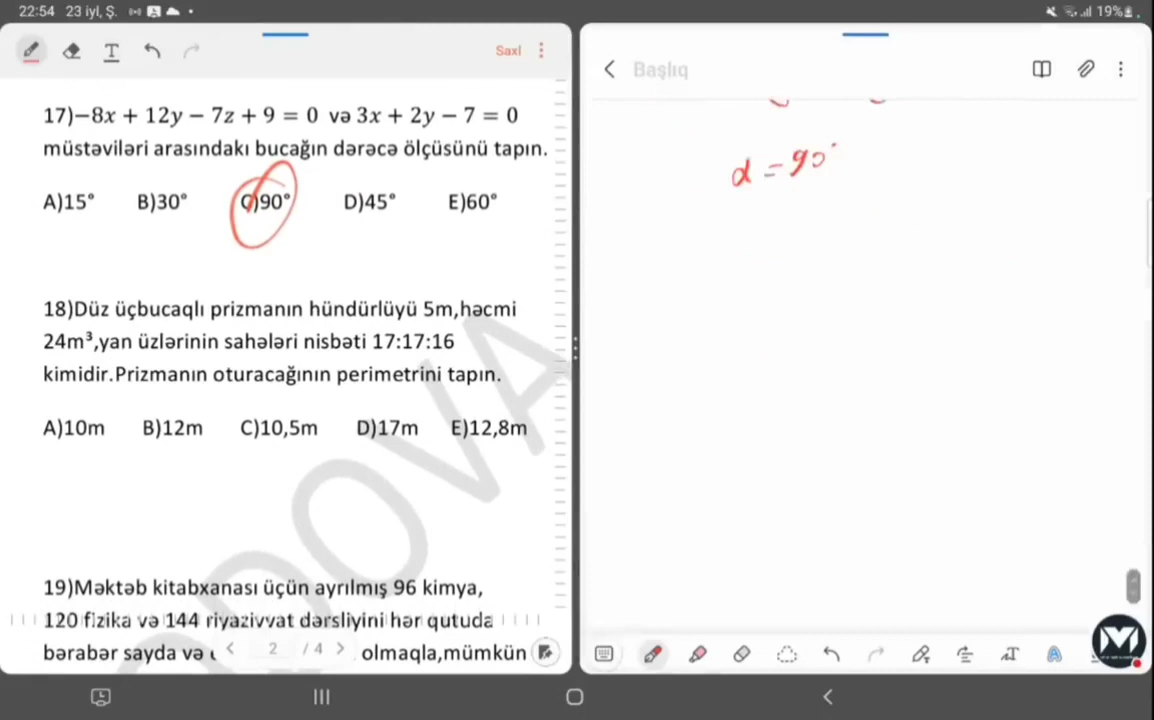 22:54 23 iyl, Ş.
19%
Saxl
Başlıq
17)−8x + 12y − 7z + 9 = 0 və 3x + 2y − 7 = 0
müstəviləri arasındakı bucağın dərəcə ölçüsünü tapın.
A)15° B)30° C)90° D)45° E)60°
18)Düz üçbucaqlı prizmanın hündürlüyü 5m,həcmi
24m³,yan üzlərinin sahələri nisbəti 17:17:16
kimidir.Prizmanın oturacağının perimetrini tapın.
A)10m B)12m C)10,5m D)17m E)12,8m
19)Məktəb kitabxanası üçün ayrılmış 96 kimya,
120 fizika və 144 riyaziyyat dərsliyini hər qutuda
bərabər sayda və olmaqla,mümkün
2 / 4
α = 90°